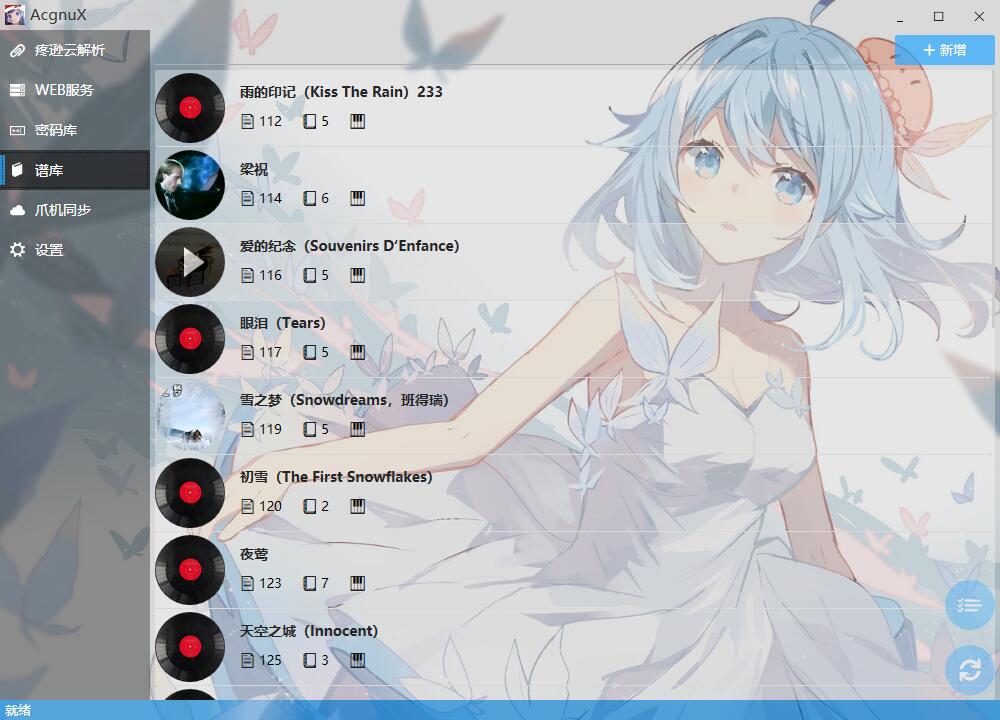 AcgnuX
疼逊云解析
WEB服务
密码库
谱库
爪机同步
设置
新增
雨的印记（Kiss The Rain）233
112 5
梁祝
114 6
爱的纪念（Souvenirs D’Enfance）
116 5
眼泪（Tears）
117 5
雪之梦（Snowdreams，班得瑞）
119 5
初雪（The First Snowflakes）
120 2
夜莺
123 7
天空之城（Innocent）
125 3
就绪